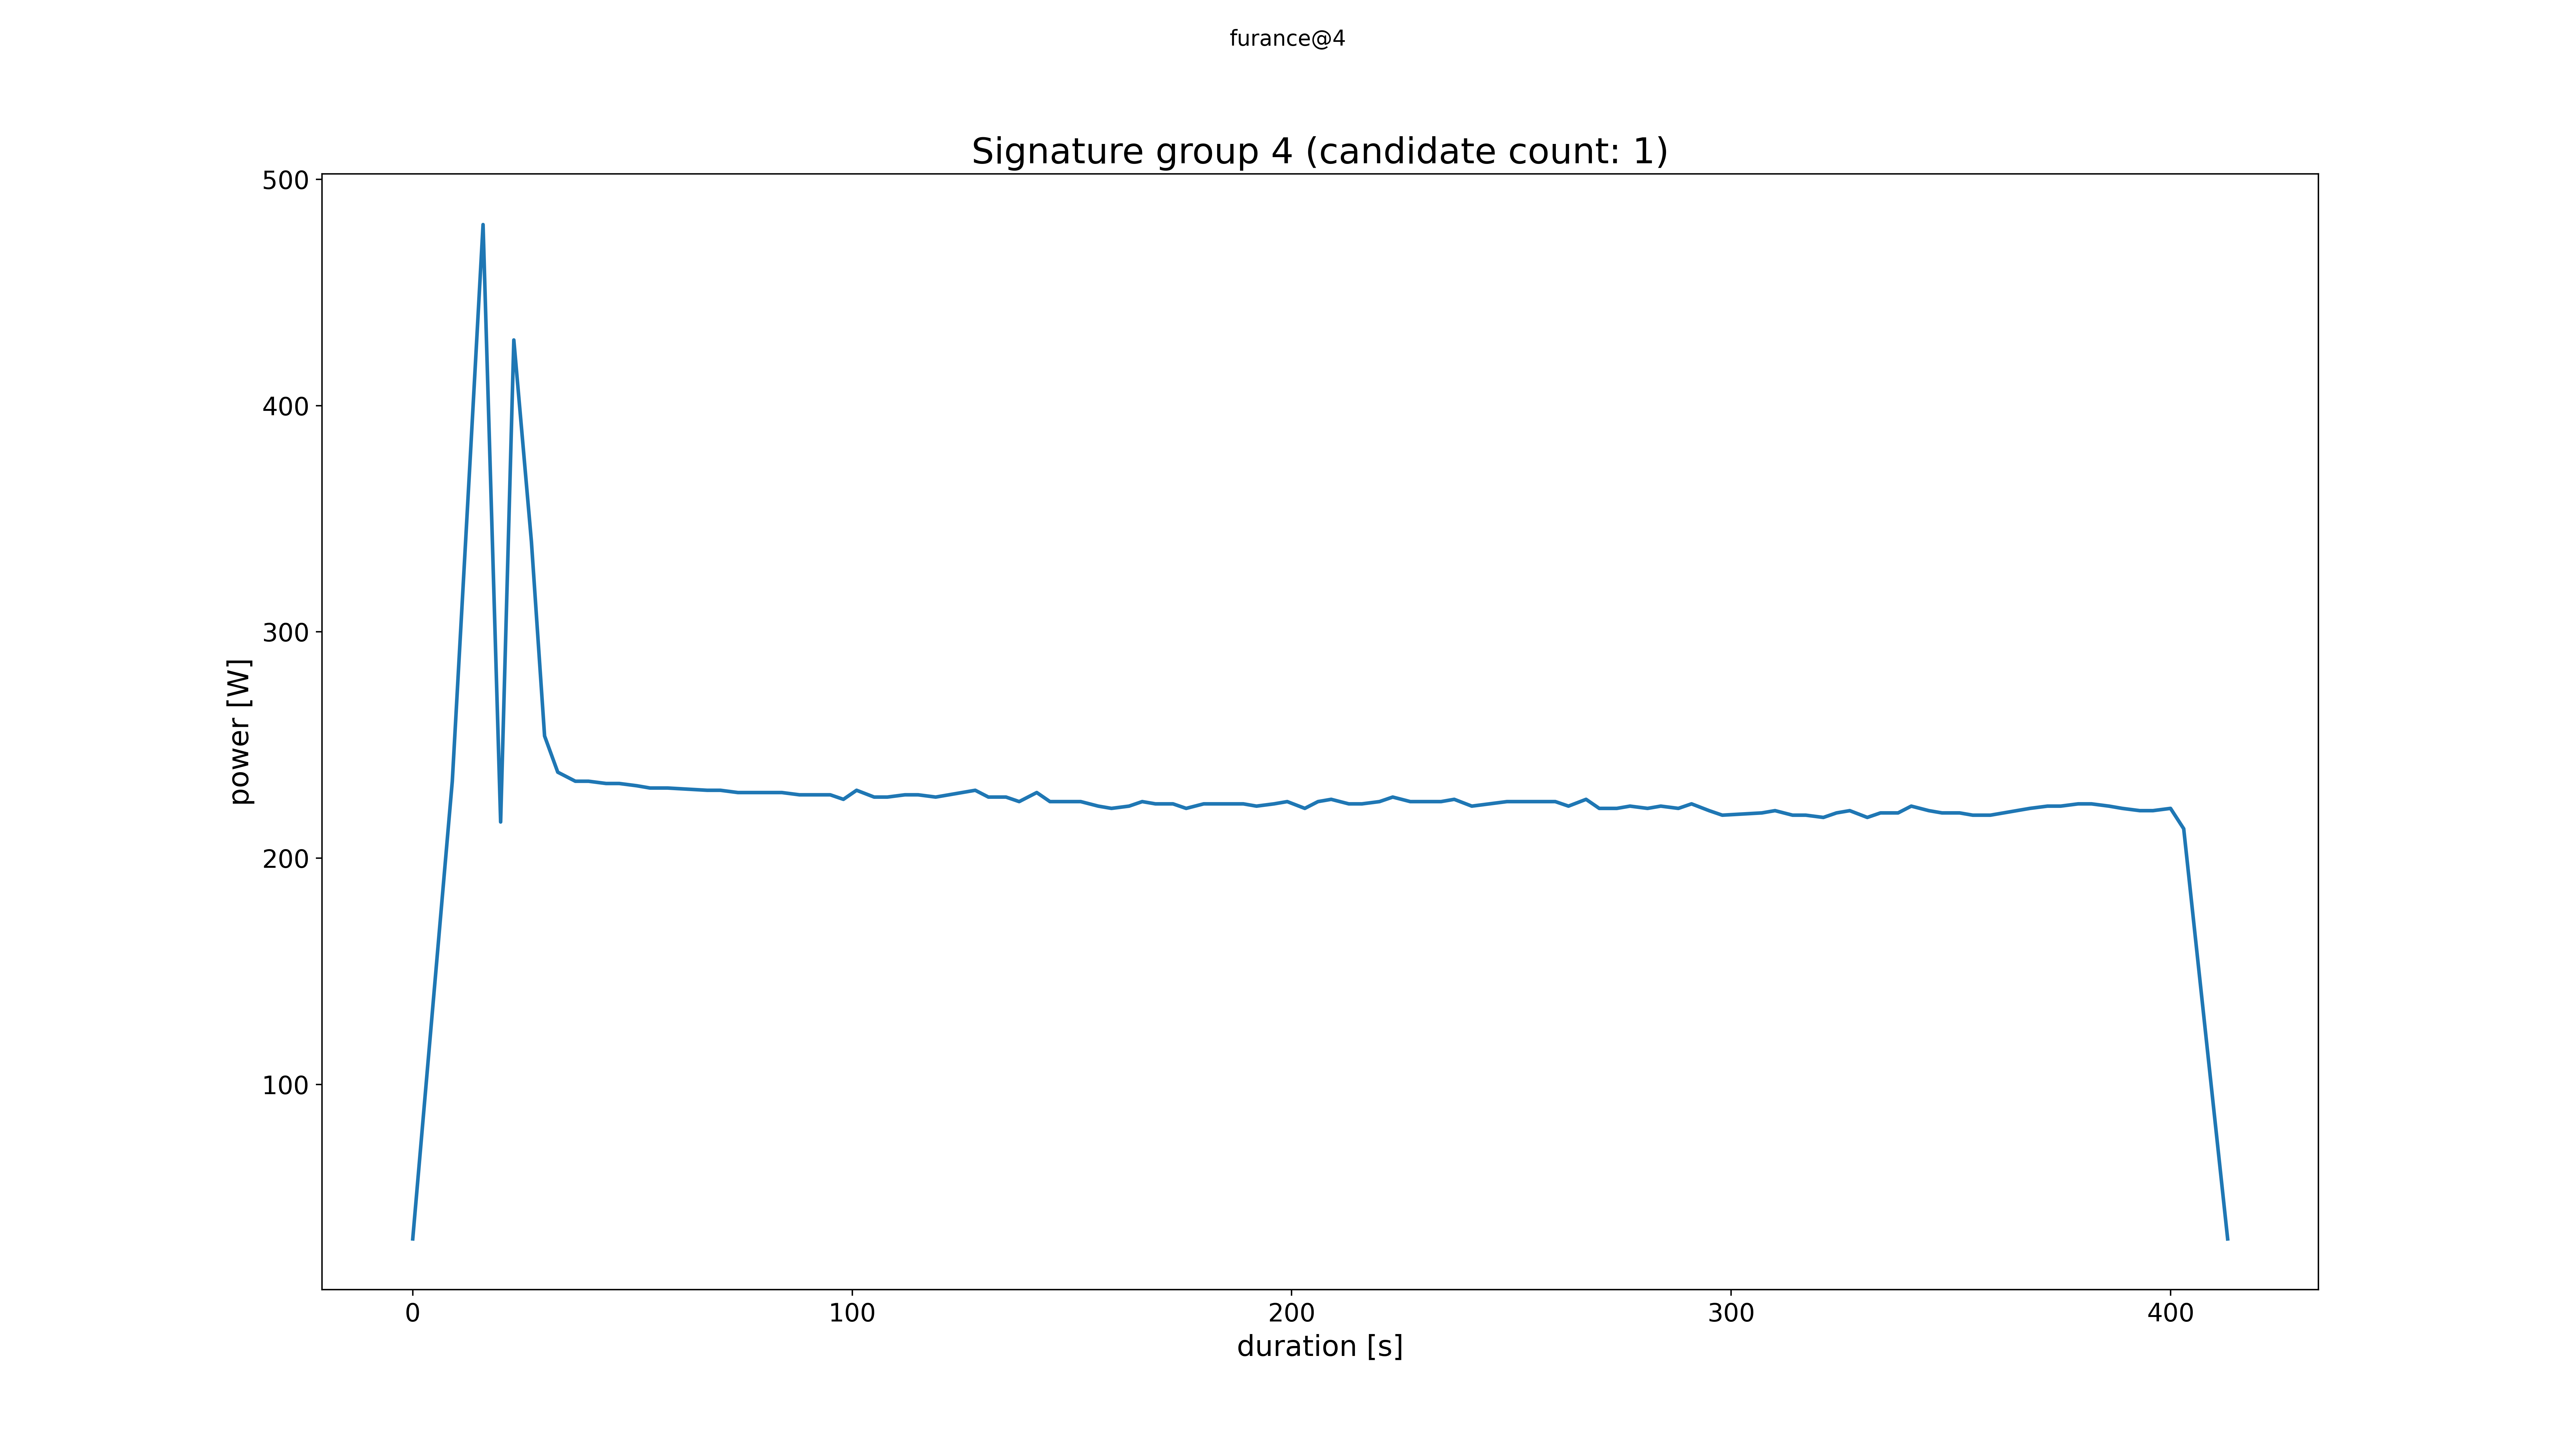 furance@4
Signature group 4 (candidate count: 1)
500
400
300
200
100
power [W]
0 100 200 300 400
duration [s]